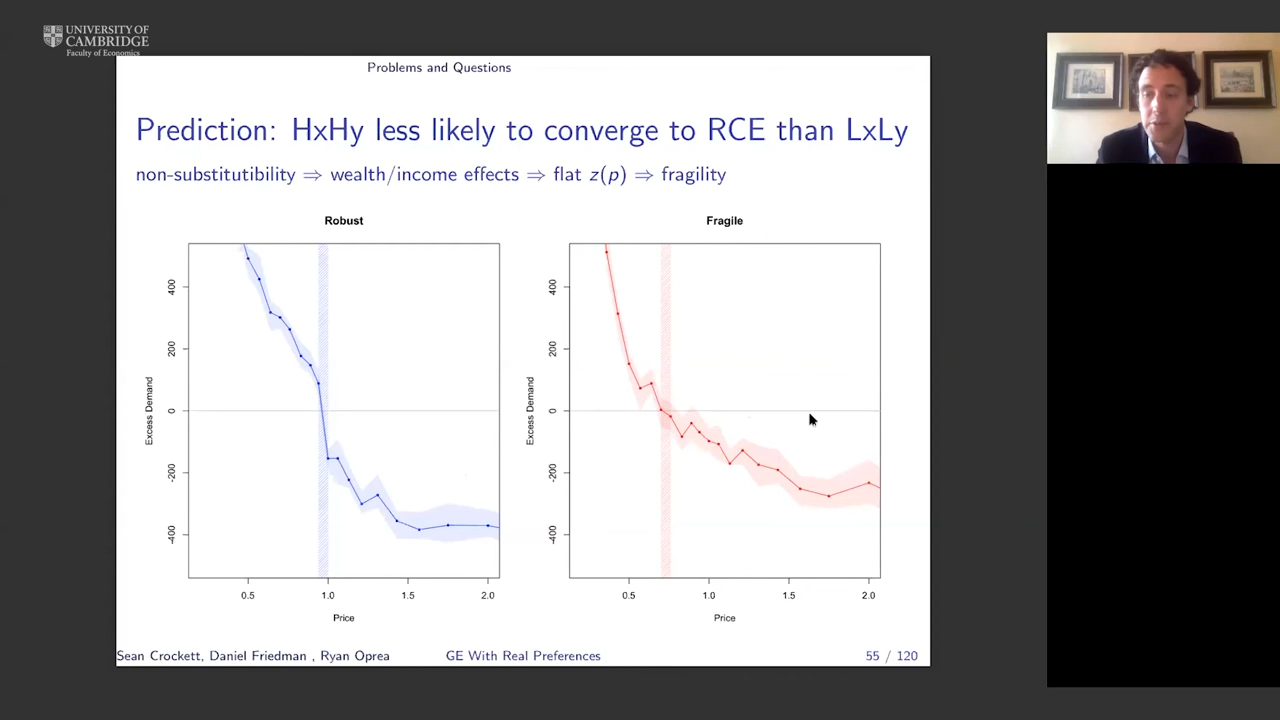 UNIVERSITY OF
CAMBRIDGE
Faculty of Economics
Problems and Questions
Prediction: HxHy less likely to converge to RCE than LxLy
non-substitutibility ⇒ wealth/income effects ⇒ flat z(p) ⇒ fragility
Robust
Excess Demand
400
200
0
-200
-400
0.5
1.0
1.5
2.0
Price
Fragile
Excess Demand
400
200
0
-200
-400
0.5
1.0
1.5
2.0
Price
Sean Crockett, Daniel Friedman , Ryan Oprea
GE With Real Preferences
55 / 120